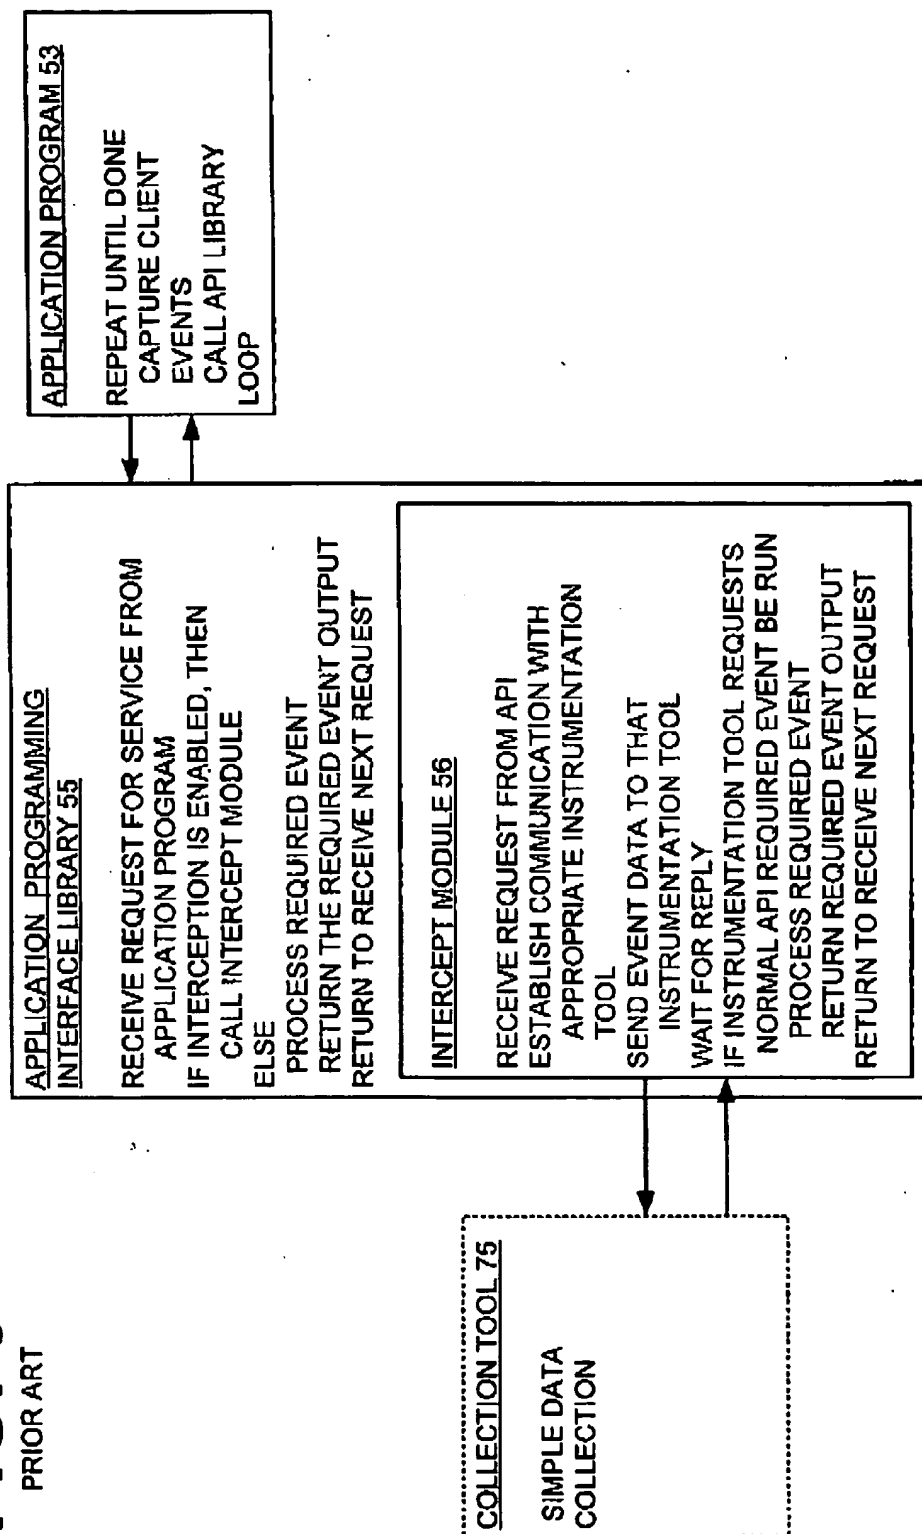 PRIOR ART
COLLECTION TOOL 75
SIMPLE DATA
COLLECTION
APPLICATION PROGRAMMING
INTERFACE LIBRARY 55
RECEIVE REQUEST FOR SERVICE FROM
APPLICATION PROGRAM
IF INTERCEPTION IS ENABLED, THEN
CALL INTERCEPT MODULE
ELSE
PROCESS REQUIRED EVENT
RETURN THE REQUIRED EVENT OUTPUT
RETURN TO RECEIVE NEXT REQUEST
INTERCEPT MODULE 56
RECEIVE REQUEST FROM API
ESTABLISH COMMUNICATION WITH
APPROPRIATE INSTRUMENTATION
TOOL
SEND EVENT DATA TO THAT
INSTRUMENTATION TOOL
WAIT FOR REPLY
IF INSTRUMENTATION TOOL REQUESTS
NORMAL API REQUIRED EVENT BE RUN
PROCESS REQUIRED EVENT
RETURN REQUIRED EVENT OUTPUT
RETURN TO RECEIVE NEXT REQUEST
APPLICATION PROGRAM 53
REPEAT UNTIL DONE
CAPTURE CLIENT
EVENTS
CALL API LIBRARY
LOOP